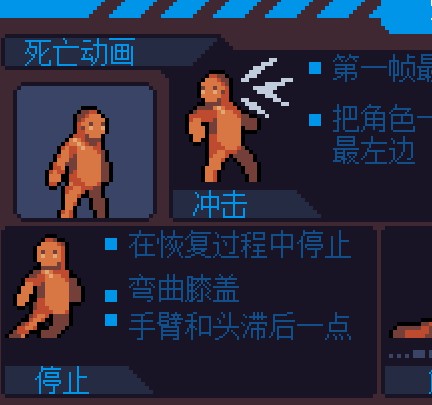 死亡动画
第一帧最
把角色一
最左边
冲击
在恢复过程中停止
弯曲膝盖
手臂和头滞后一点
停止